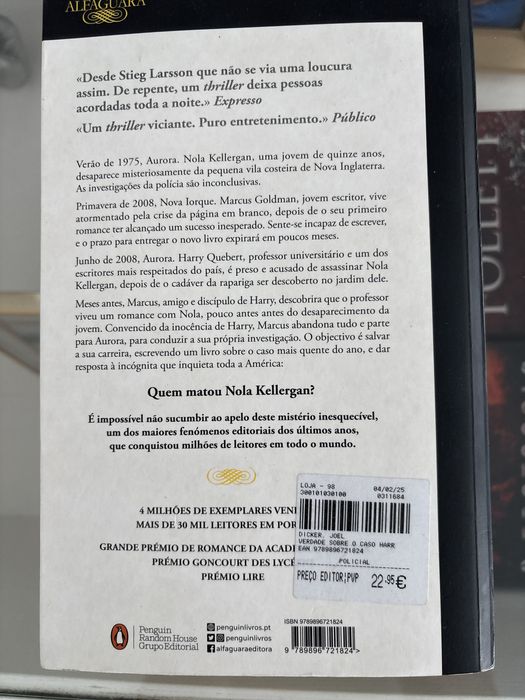 ALFAGUARA
«Desde Stieg Larsson que não se via uma loucura
assim. De repente, um thriller deixa pessoas
acordadas toda a noite.» Expresso
«Um thriller viciante. Puro entretenimento.» Público
Verão de 1975, Aurora. Nola Kellergan, uma jovem de quinze anos,
desaparece misteriosamente da pequena vila costeira de Nova Inglaterra.
As investigações da polícia são inconclusivas.
Primavera de 2008, Nova Iorque. Marcus Goldman, jovem escritor, vive
atormentado pela crise da página em branco, depois de o seu primeiro
romance ter alcançado um sucesso inesperado. Sente-se incapaz de escrever,
e o prazo para entregar o novo livro expirará em poucos meses.
Junho de 2008, Aurora. Harry Quebert, professor universitário e um dos
escritores mais respeitados do país, é preso e acusado de assassinar Nola
Kellergan, depois de o cadáver da rapariga ser descoberto no jardim dele.
Meses antes, Marcus, amigo e discípulo de Harry, descobrira que o professor
viveu um romance com Nola, pouco antes antes do desaparecimento da
jovem. Convencido da inocência de Harry, Marcus abandona tudo e parte
para Aurora, para conduzir a sua própria investigação. O objetivo é salvar
a sua carreira, escrevendo um livro sobre o caso mais quente do ano, e dar
resposta à incógnita que inquieta toda a América:
Quem matou Nola Kellergan?
É impossível não sucumbir ao apelo deste mistério inesquecível,
um dos maiores fenómenos editoriais dos últimos anos,
que conquistou milhões de leitores em todo o mundo.
4 MILHÕES DE EXEMPLARES VEN
MAIS DE 30 MIL LEITORES EM POR
GRANDE PRÉMIO DE ROMANCE DA ACAD
PRÉMIO GONCOURT DES LYC
PRÉMIO LIRE
LOJA - 98 04/02/25
300101030100 0311684
DICKER, JOEL
VERDADE SOBRE O CASO HARR
EAN 9789896721824
POLICIAL
PREÇO EDITOR|PVP 22.95€
Penguin
Random House
Grupo Editorial
penguinlivros.pt
penguinlivros
alfaguaraeditora
ISBN 9789896721824
9 789896 721824 >
FOLLETT